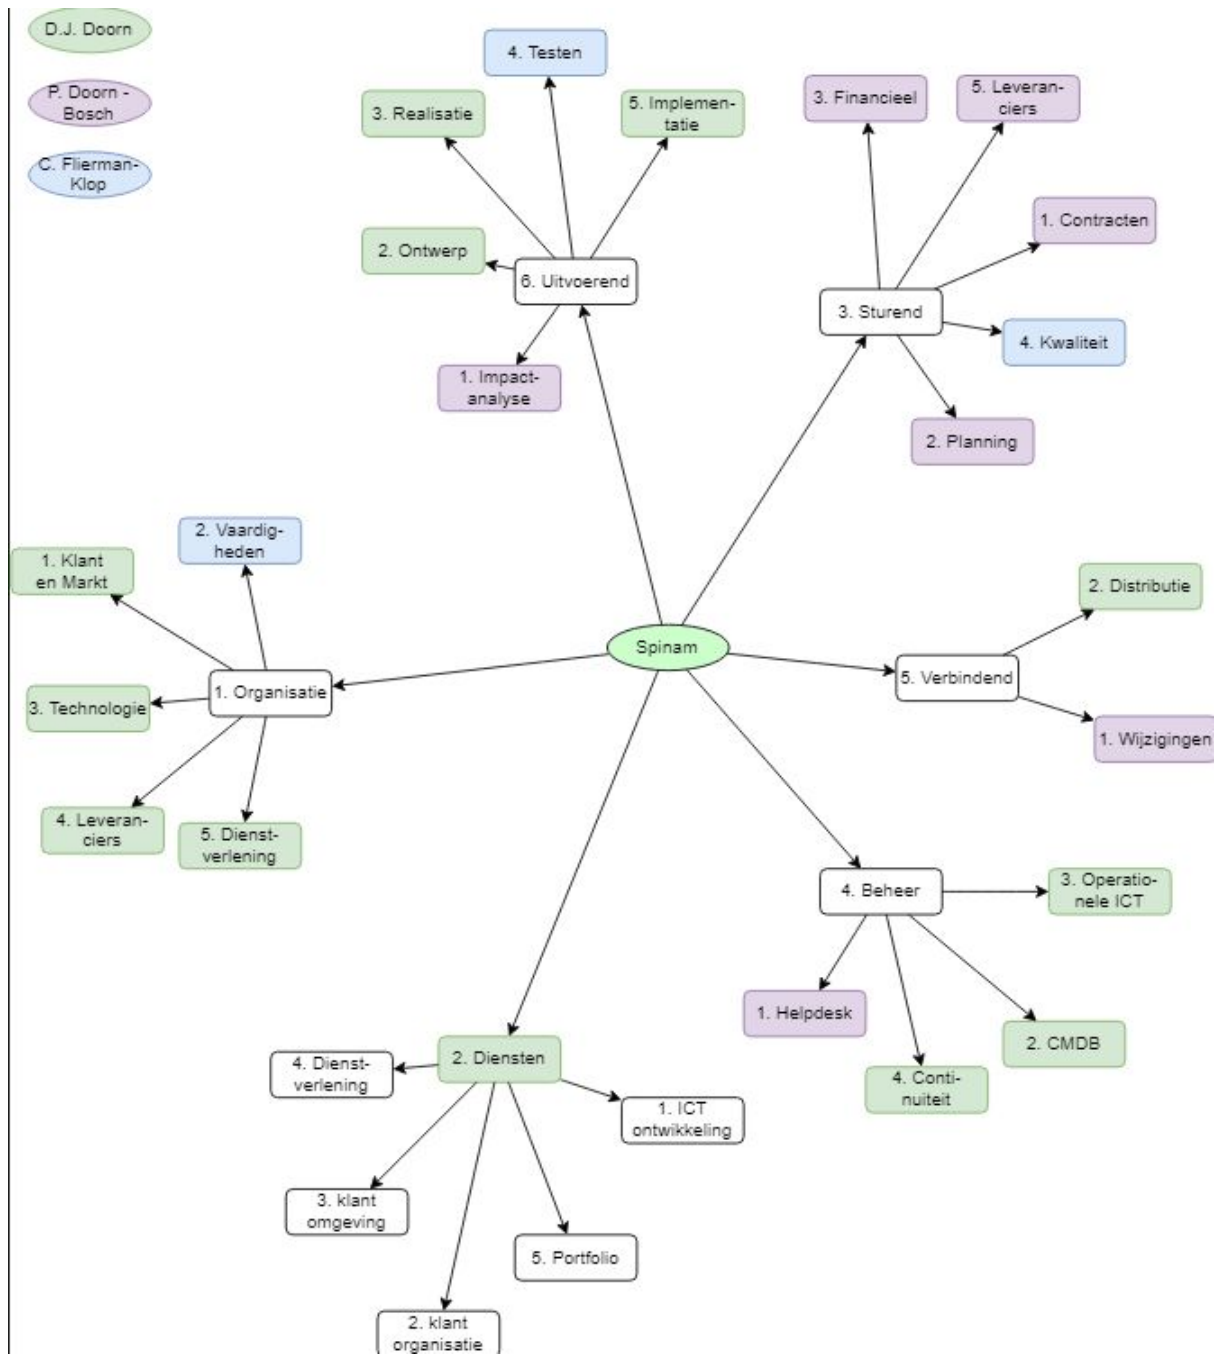 D.J. Doorn
P. Doorn -
Bosch
C. Flierman-
Klop
4. Testen
3. Realisatie
5. Implemen-
tatie
2. Ontwerp
6. Uitvoerend
1. Impact-
analyse
3. Financieel
5. Leveran-
ciers
1. Contracten
3. Sturend
4. Kwaliteit
2. Planning
2. Vaardig-
heden
1. Klant
en Markt
1. Organisatie
3. Technologie
4. Leveran-
ciers
5. Dienst-
verlening
Spinam
2. Distributie
5. Verbindend
1. Wijzigingen
4. Beheer
3. Operatio-
nele ICT
1. Helpdesk
2. CMDB
4. Conti-
nuiteit
2. Diensten
4. Dienst-
verlening
1. ICT
ontwikkeling
3. klant
omgeving
5. Portfolio
2. klant
organisatie